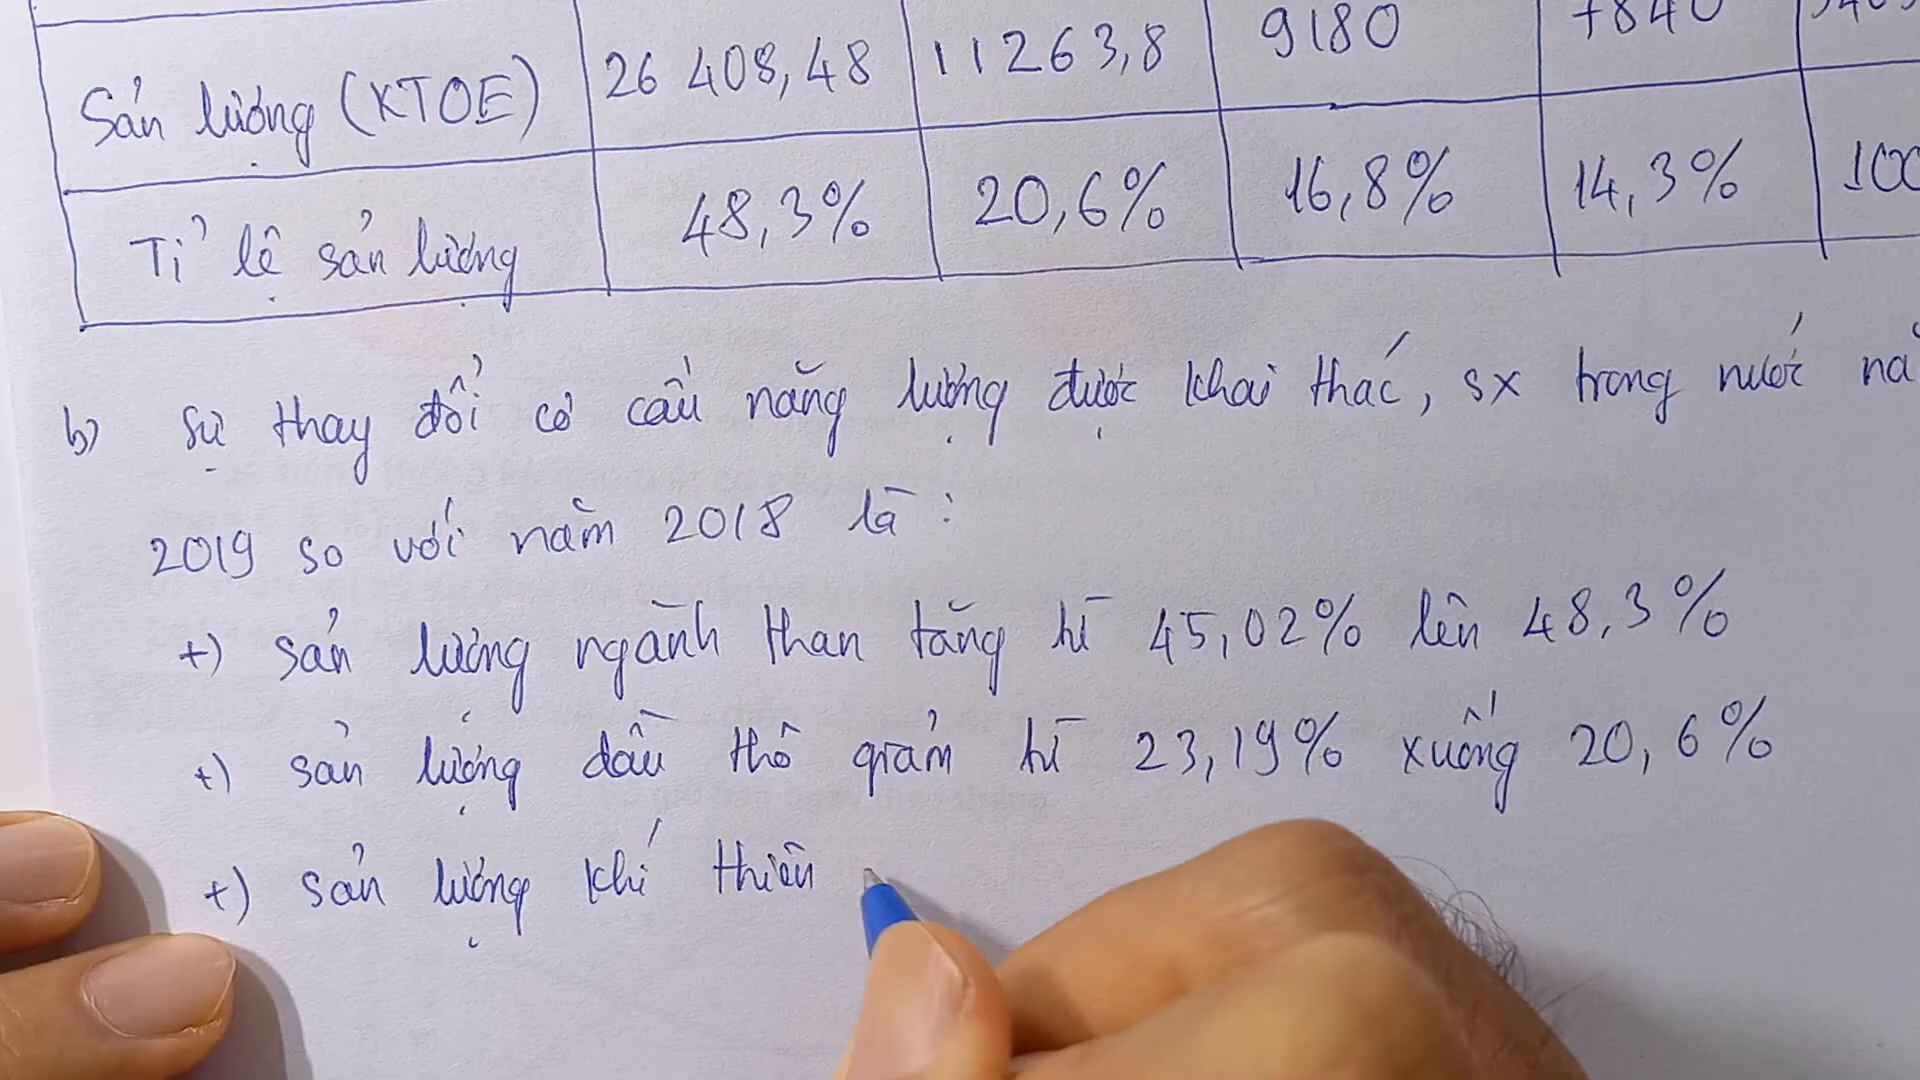 Sản lượng (KTOE) 26 408,48 11263,8 9180 7840
Tỉ lệ sản lượng 48,3% 20,6% 16,8% 14,3% 100
b) Sự thay đổi cơ cấu năng lượng được khai thác, sx trong nước nă
2019 so với năm 2018 là:
+) sản lượng ngành than tăng từ 45,02% lên 48,3%
+) sản lượng dầu thô giảm từ 23,19% xuống 20,6%
+) sản lượng khí thiên